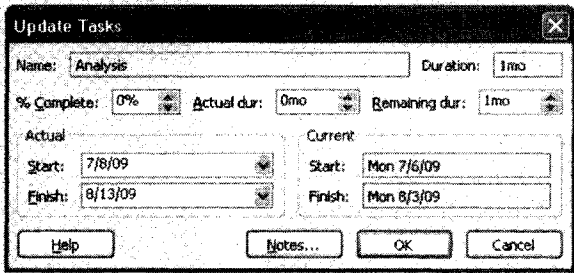 Update Tasks
Name: Analysis Duration: 1mo
% Complete: 0% Actual dur: 0mo Remaining dur: 1mo
Actual Current
Start: 7/8/09 Start: Mon 7/6/09
Finish: 8/13/09 Finish: Mon 8/3/09
Help Notes... OK Cancel